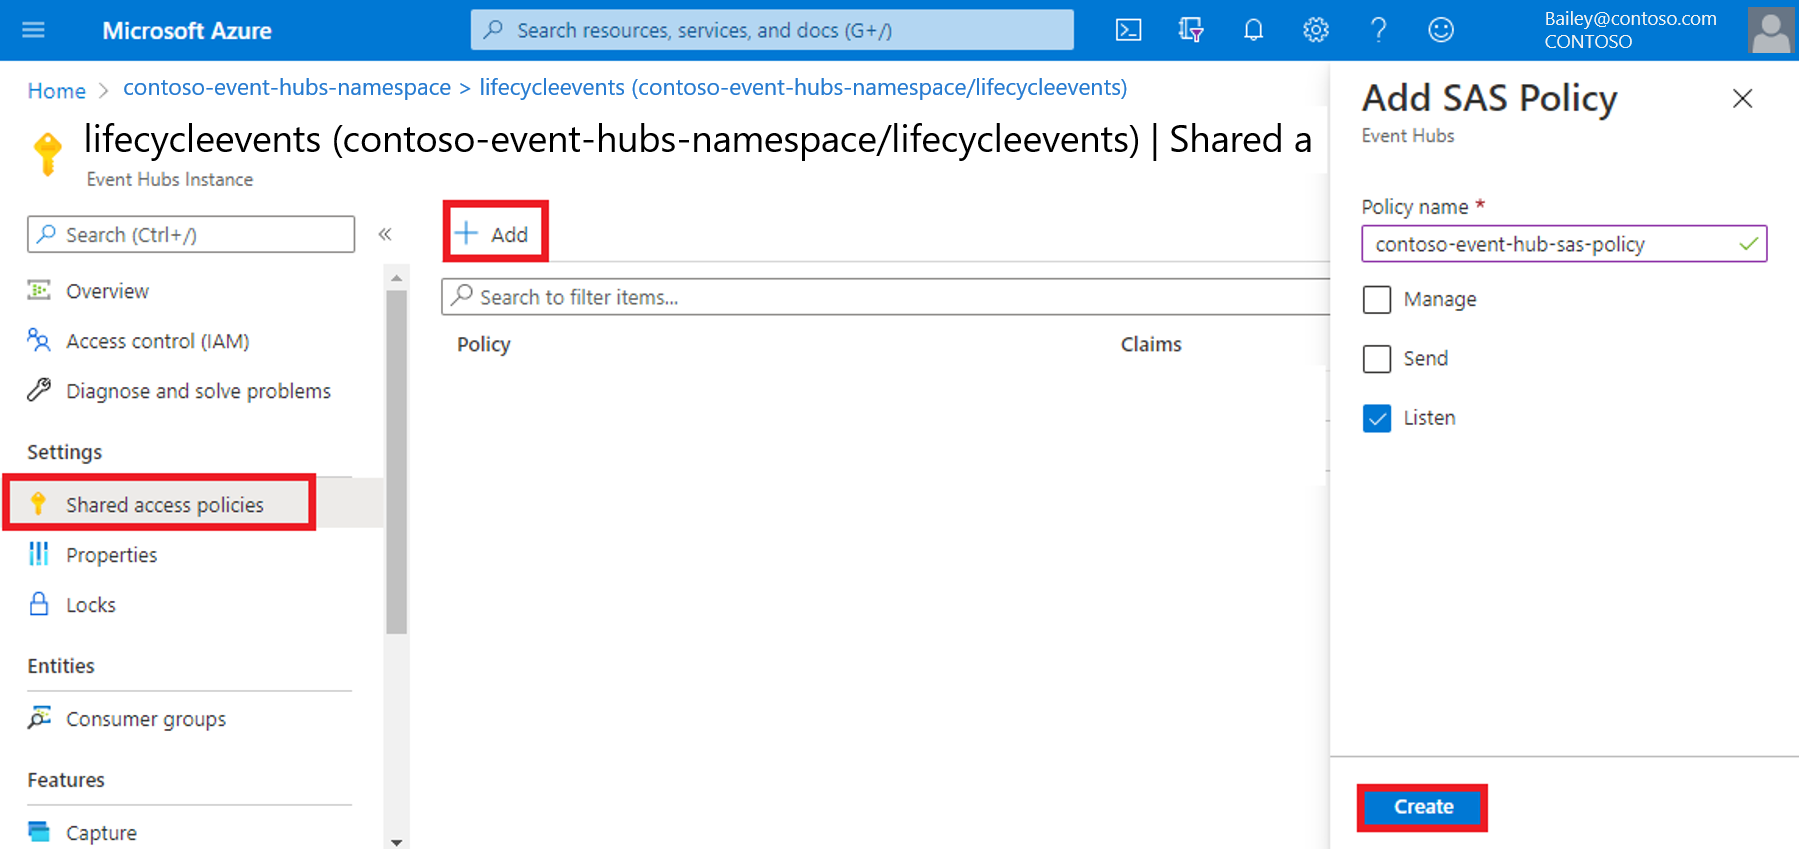 Microsoft Azure
Search resources, services, and docs (G+/)
Bailey@contoso.com
CONTOSO
Home > contoso-event-hubs-namespace > lifecycleevents (contoso-event-hubs-namespace/lifecycleevents)
lifecycleevents (contoso-event-hubs-namespace/lifecycleevents) | Shared a
Event Hubs Instance
Search (Ctrl+/)
«
Overview
Access control (IAM)
Diagnose and solve problems
Settings
Shared access policies
Properties
Locks
Entities
Consumer groups
Features
Capture
+ Add
Search to filter items...
Policy Claims
Add SAS Policy
Event Hubs
Policy name *
contoso-event-hub-sas-policy
Manage
Send
Listen
Create